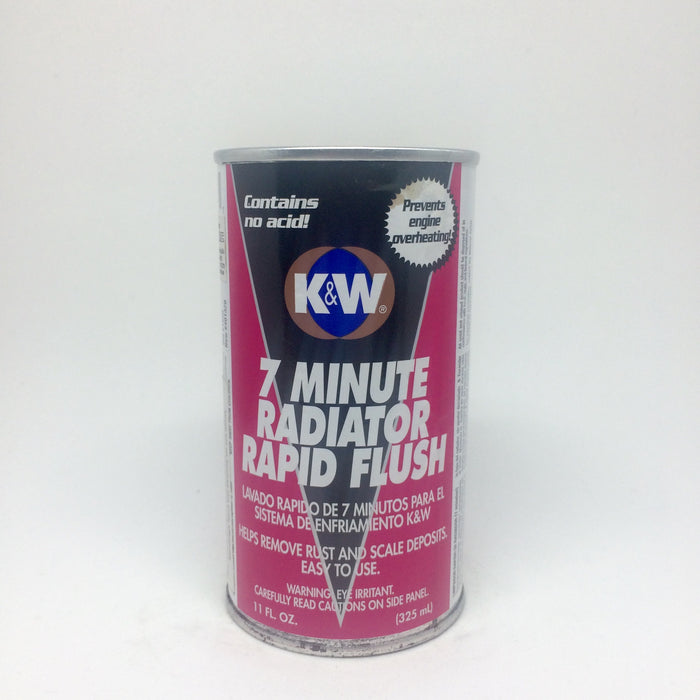 Contains
no acid!
Prevents
engine
overheating!
K&W®
7 MINUTE
RADIATOR
RAPID FLUSH
LAVADO RAPIDO DE 7 MINUTOS PARA EL
SISTEMA DE ENFRIAMIENTO K&W
HELPS REMOVE RUST AND SCALE DEPOSITS.
EASY TO USE.
WARNING: EYE IRRITANT.
CAREFULLY READ CAUTIONS ON SIDE PANEL.
11 FL. OZ. (325 mL)